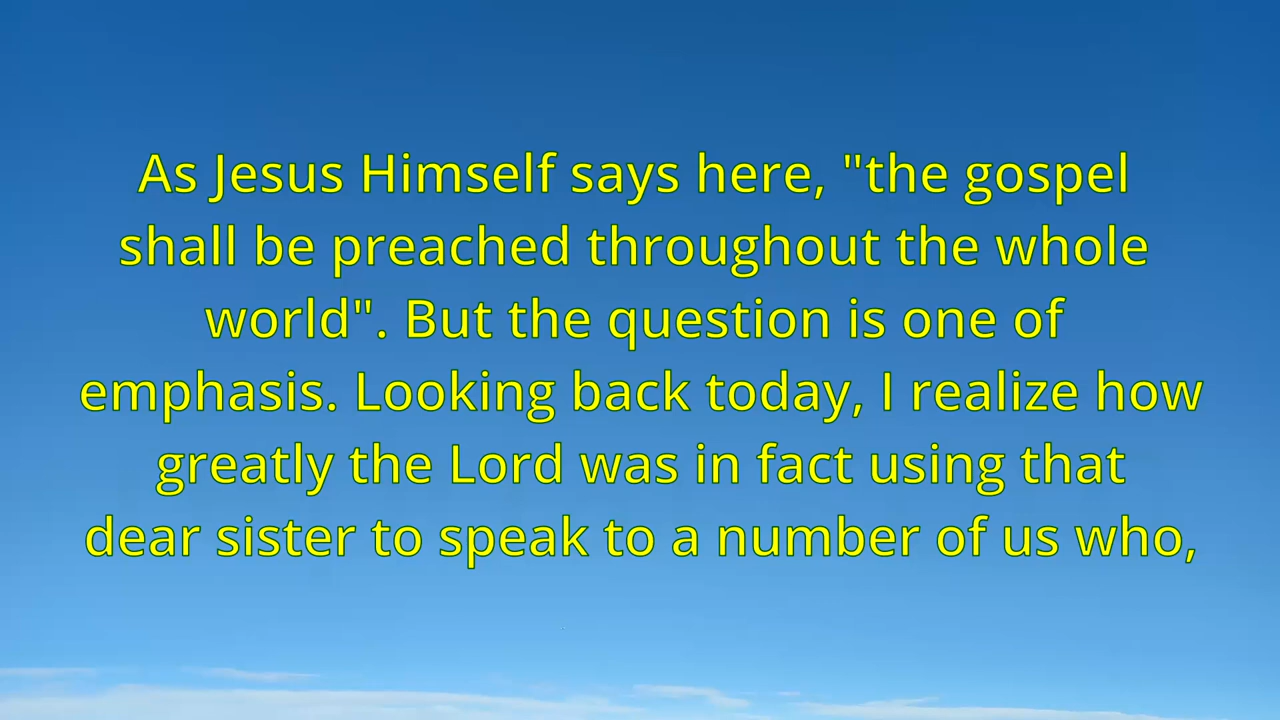 As Jesus Himself says here, "the gospel
shall be preached throughout the whole
world". But the question is one of
emphasis. Looking back today, I realize how
greatly the Lord was in fact using that
dear sister to speak to a number of us who,